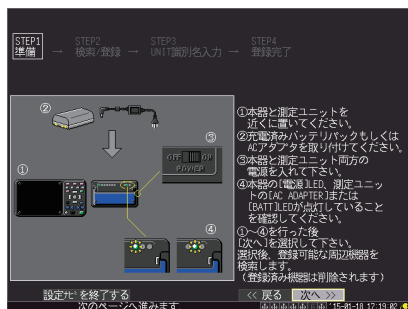 STEP1
準備
→
STEP2
検索/登録
→
STEP3
UNIT識別名入力
→
STEP4
登録完了
②
③
OFF ON
POWER
①
④
①本器と測定ユニットを
近くに置いてください。
②充電済みバッテリパックもしくは
ACアダプタを取り付けてください。
③本器と測定ユニット両方の
電源を入れて下さい。
④本器の[電源]LED、測定ユニッ
トの[AC ADAPTER]または
[BATT]LEDが点灯していること
を確認してください。
①～④を行った後
[次へ]を選択して下さい。
選択後、登録可能な周辺機器を
検索します。
(登録済み機器は削除されます)
設定ナビを終了する
<< 戻る
次へ >>
次のページへ進みます
'15-01-18 17:19:02